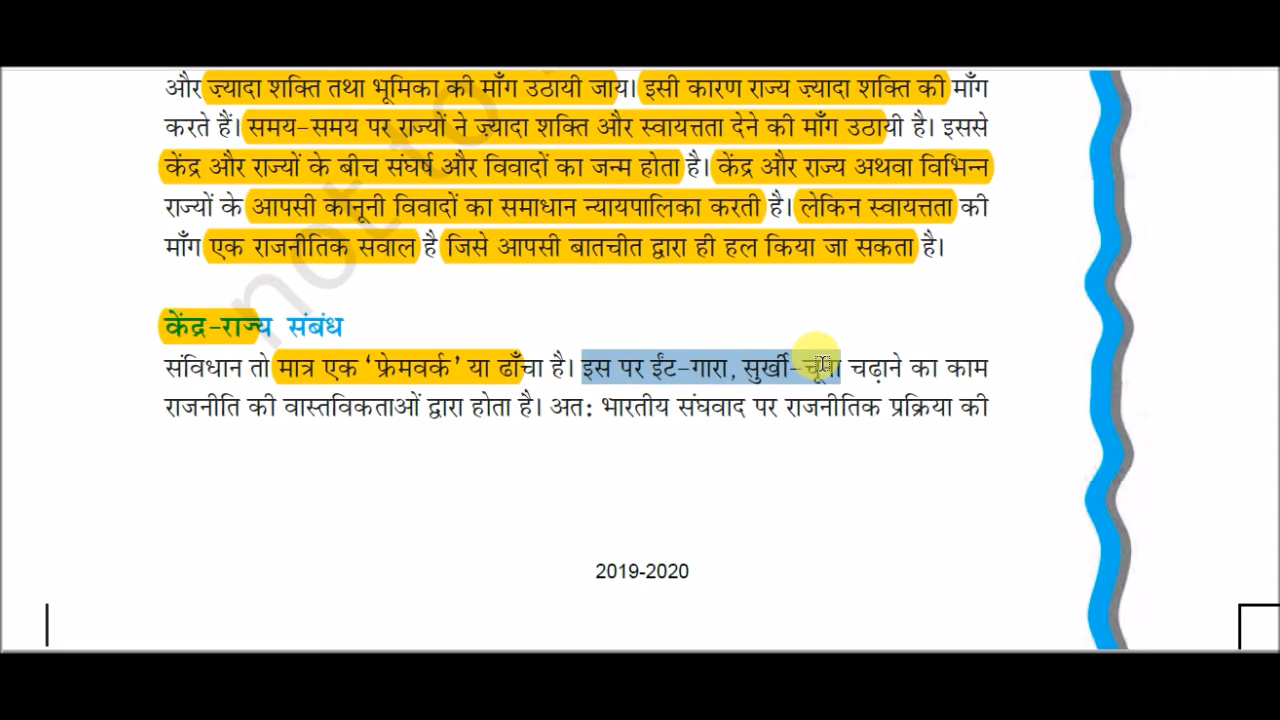 और ज़्यादा शक्ति तथा भूमिका की माँग उठायी जाय। इसी कारण राज्य ज़्यादा शक्ति की माँग
करते हैं। समय-समय पर राज्यों ने ज़्यादा शक्ति और स्वायत्तता देने की माँग उठायी है। इससे
केंद्र और राज्यों के बीच संघर्ष और विवादों का जन्म होता है। केंद्र और राज्य अथवा विभिन्न
राज्यों के आपसी कानूनी विवादों का समाधान न्यायपालिका करती है। लेकिन स्वायत्तता की
माँग एक राजनीतिक सवाल है जिसे आपसी बातचीत द्वारा ही हल किया जा सकता है।
केंद्र-राज्य संबंध
संविधान तो मात्र एक ‘फ्रेमवर्क’ या ढाँचा है। इस पर ईंट-गारा, सुर्खी-चूना चढ़ाने का काम
राजनीति की वास्तविकताओं द्वारा होता है। अत: भारतीय संघवाद पर राजनीतिक प्रक्रिया की
not to
2019-2020